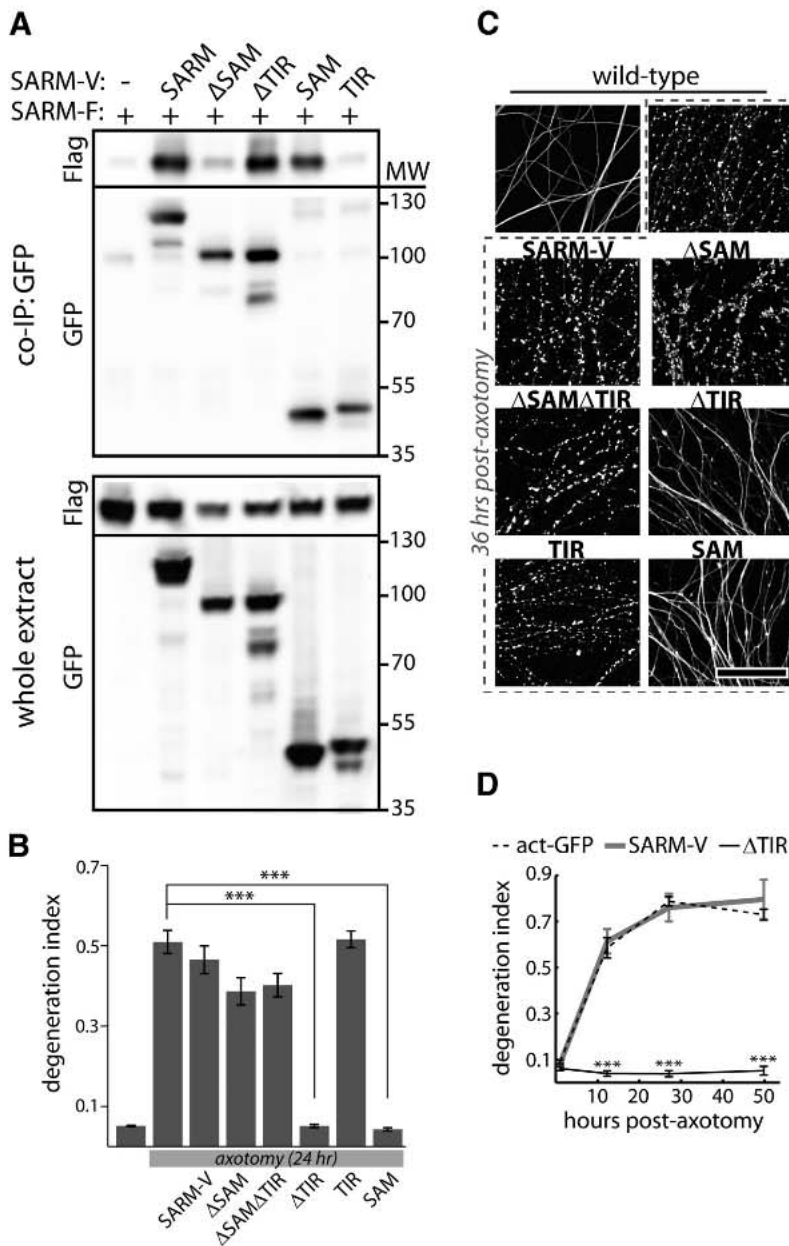 A
SARM-V: - SARM ΔSAM ΔTIR SAM TIR
SARM-F: + + + + + +
Flag
MW
co-IP: GFP
GFP
130
100
70
55
35
Flag
whole extract
GFP
130
100
70
55
35
B
degeneration index
0.7
0.5
0.3
0.1
*** 
***
axotomy (24 hr)
SARM-V ΔSAM ΔSAMΔTIR ΔTIR TIR SAM
C
wild-type
36 hrs post-axotomy
SARM-V ΔSAM
ΔSAMΔTIR ΔTIR
TIR SAM
D
act-GFP SARM-V ΔTIR
degeneration index
0.9
0.7
0.5
0.3
0.1
*** *** ***
0 10 20 30 40 50
hours post-axotomy